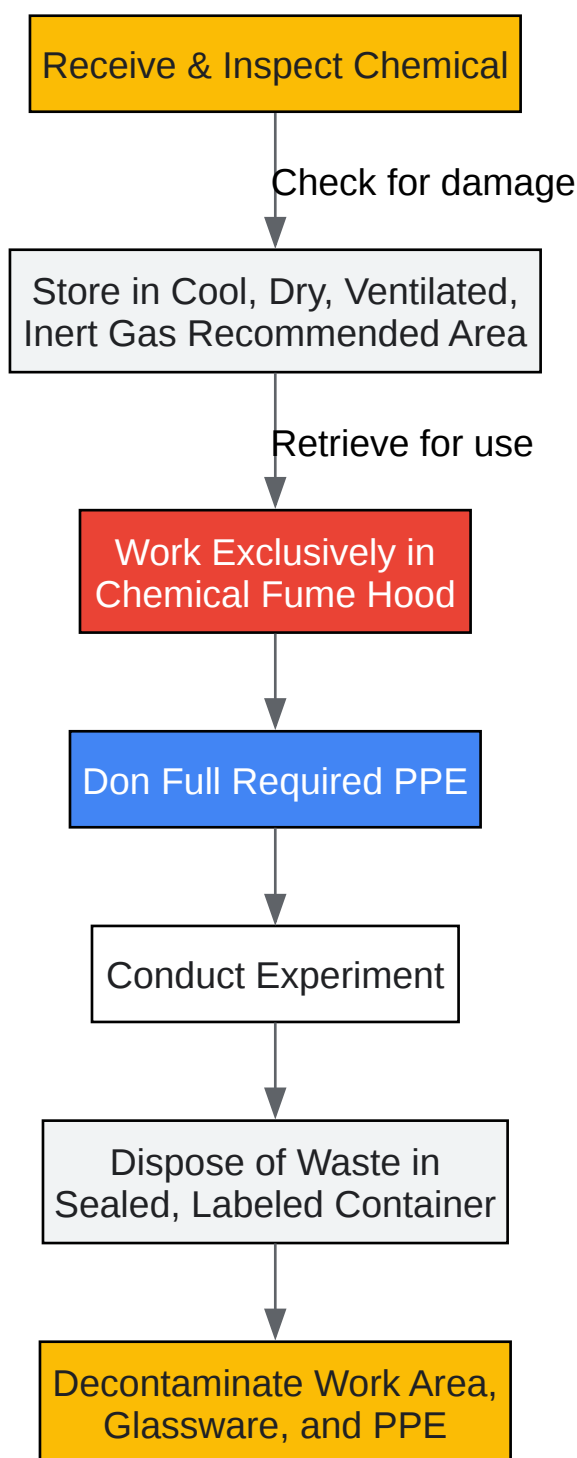 Receive & Inspect Chemical
Check for damage
Store in Cool, Dry, Ventilated,
Inert Gas Recommended Area
Retrieve for use
Work Exclusively in
Chemical Fume Hood
Don Full Required PPE
Conduct Experiment
Dispose of Waste in
Sealed, Labeled Container
Decontaminate Work Area,
Glassware, and PPE